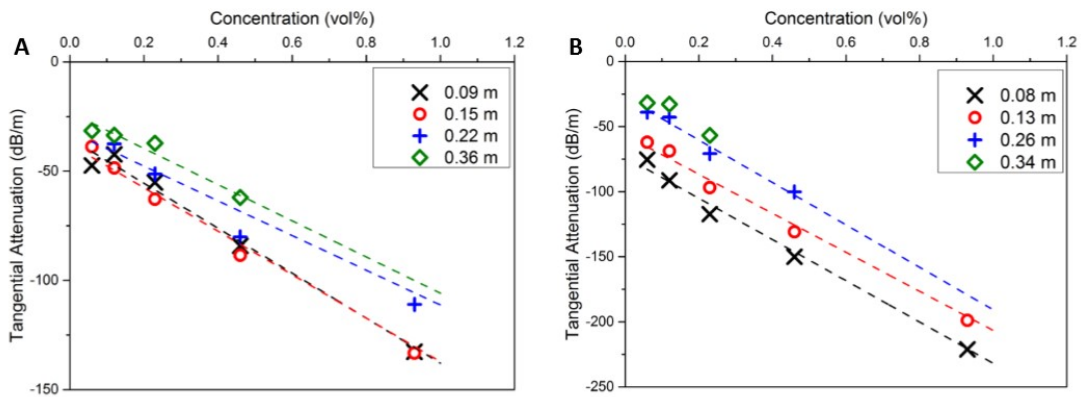 Concentration (vol%)
A
0.0 0.2 0.4 0.6 0.8 1.0 1.2
0
-50
-100
-150
Tangential Attenuation (dB/m)
0.09 m
0.15 m
0.22 m
0.36 m
Concentration (vol%)
B
0.0 0.2 0.4 0.6 0.8 1.0 1.2
0
-50
-100
-150
-200
-250
Tangential Attenuation (dB/m)
0.08 m
0.13 m
0.26 m
0.34 m